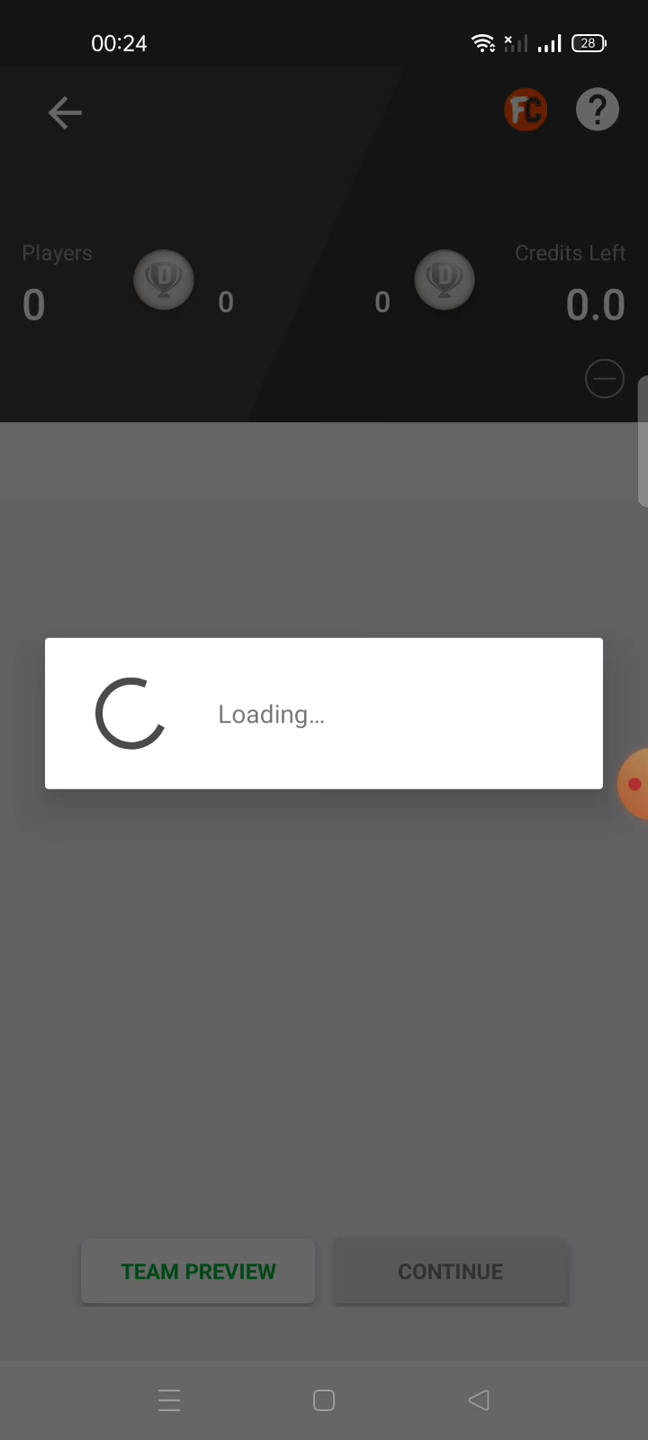 00:24
28
FC
?
Players
Credits Left
D
D
0
0
0
0.0
Loading...
TEAM PREVIEW
CONTINUE